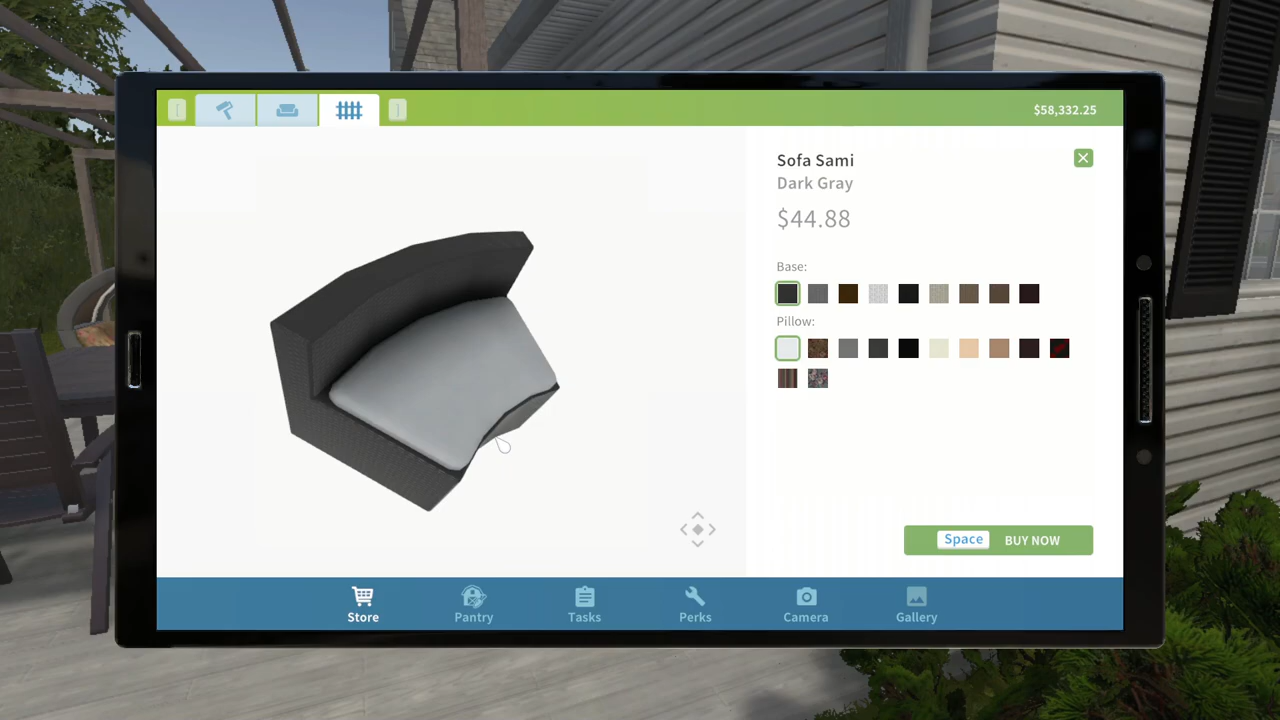 [
]
$58,332.25
Sofa Sami
Dark Gray
$44.88
Base:
Pillow:
Space BUY NOW
Store
Pantry
Tasks
Perks
Camera
Gallery